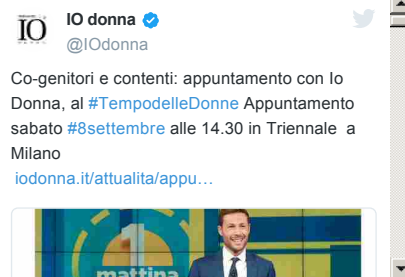 IO
IO donna
@IOdonna
Co-genitori e contenti: appuntamento con Io
Donna, al #TempodelleDonne Appuntamento
sabato #8settembre alle 14.30 in Triennale a
Milano
iodonna.it/attualita/appu…
1
mattina